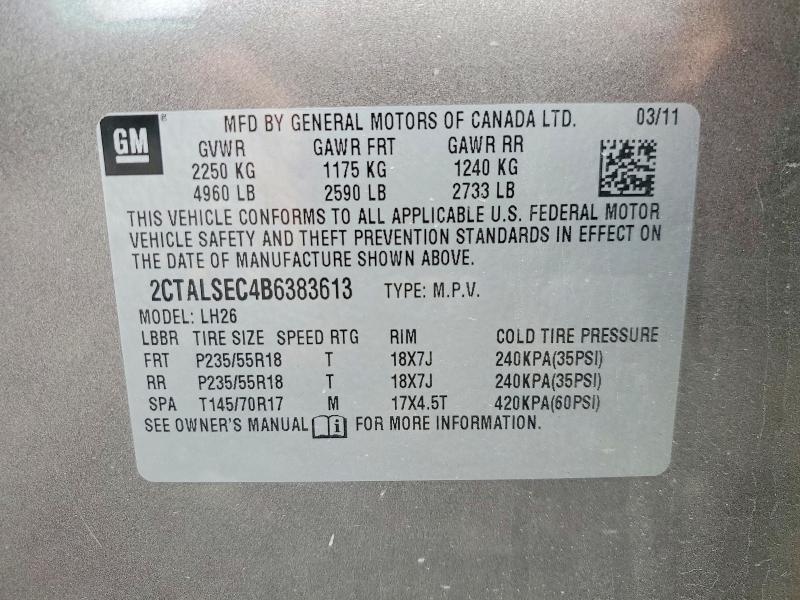 GM ® MFD BY GENERAL MOTORS OF CANADA LTD. 03/11
GVWR GAWR FRT GAWR RR
2250 KG 1175 KG 1240 KG
4960 LB 2590 LB 2733 LB
THIS VEHICLE CONFORMS TO ALL APPLICABLE U.S. FEDERAL MOTOR
VEHICLE SAFETY AND THEFT PREVENTION STANDARDS IN EFFECT ON
THE DATE OF MANUFACTURE SHOWN ABOVE.
2CTALSEC4B6383613 TYPE: M.P.V.
MODEL: LH26
LBBR TIRE SIZE SPEED RTG RIM COLD TIRE PRESSURE
FRT P235/55R18 T 18X7J 240KPA(35PSI)
RR P235/55R18 T 18X7J 240KPA(35PSI)
SPA T145/70R17 M 17X4.5T 420KPA(60PSI)
SEE OWNER'S MANUAL i FOR MORE INFORMATION.